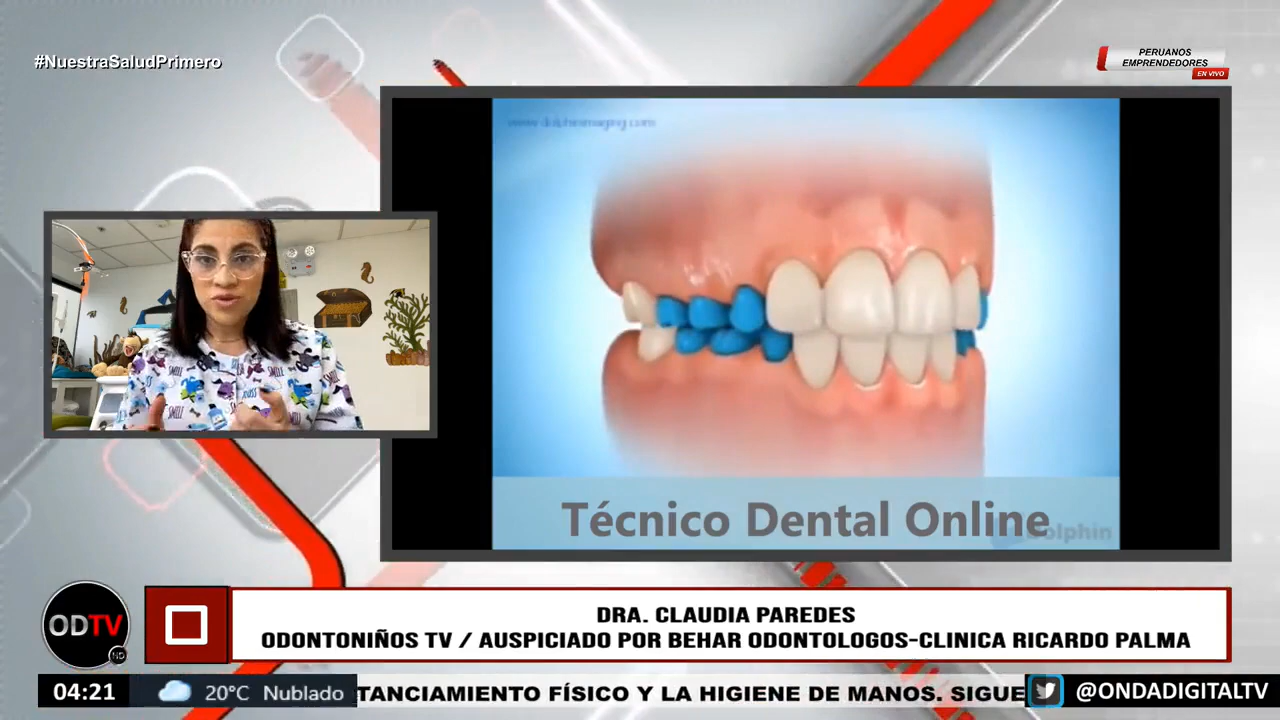 #NuestraSaludPrimero
PERUANOS
EMPRENDEDORES
EN VIVO
www.dolphinimaging.com
Técnico Dental Online
Dolphin
ODTV
HD
DRA. CLAUDIA PAREDES
ODONTONIÑOS TV / AUSPICIADO POR BEHAR ODONTOLOGOS-CLINICA RICARDO PALMA
04:21
20°C Nublado
TANCIAMIENTO FÍSICO Y LA HIGIENE DE MANOS. SIGUE
@ONDADIGITALTV